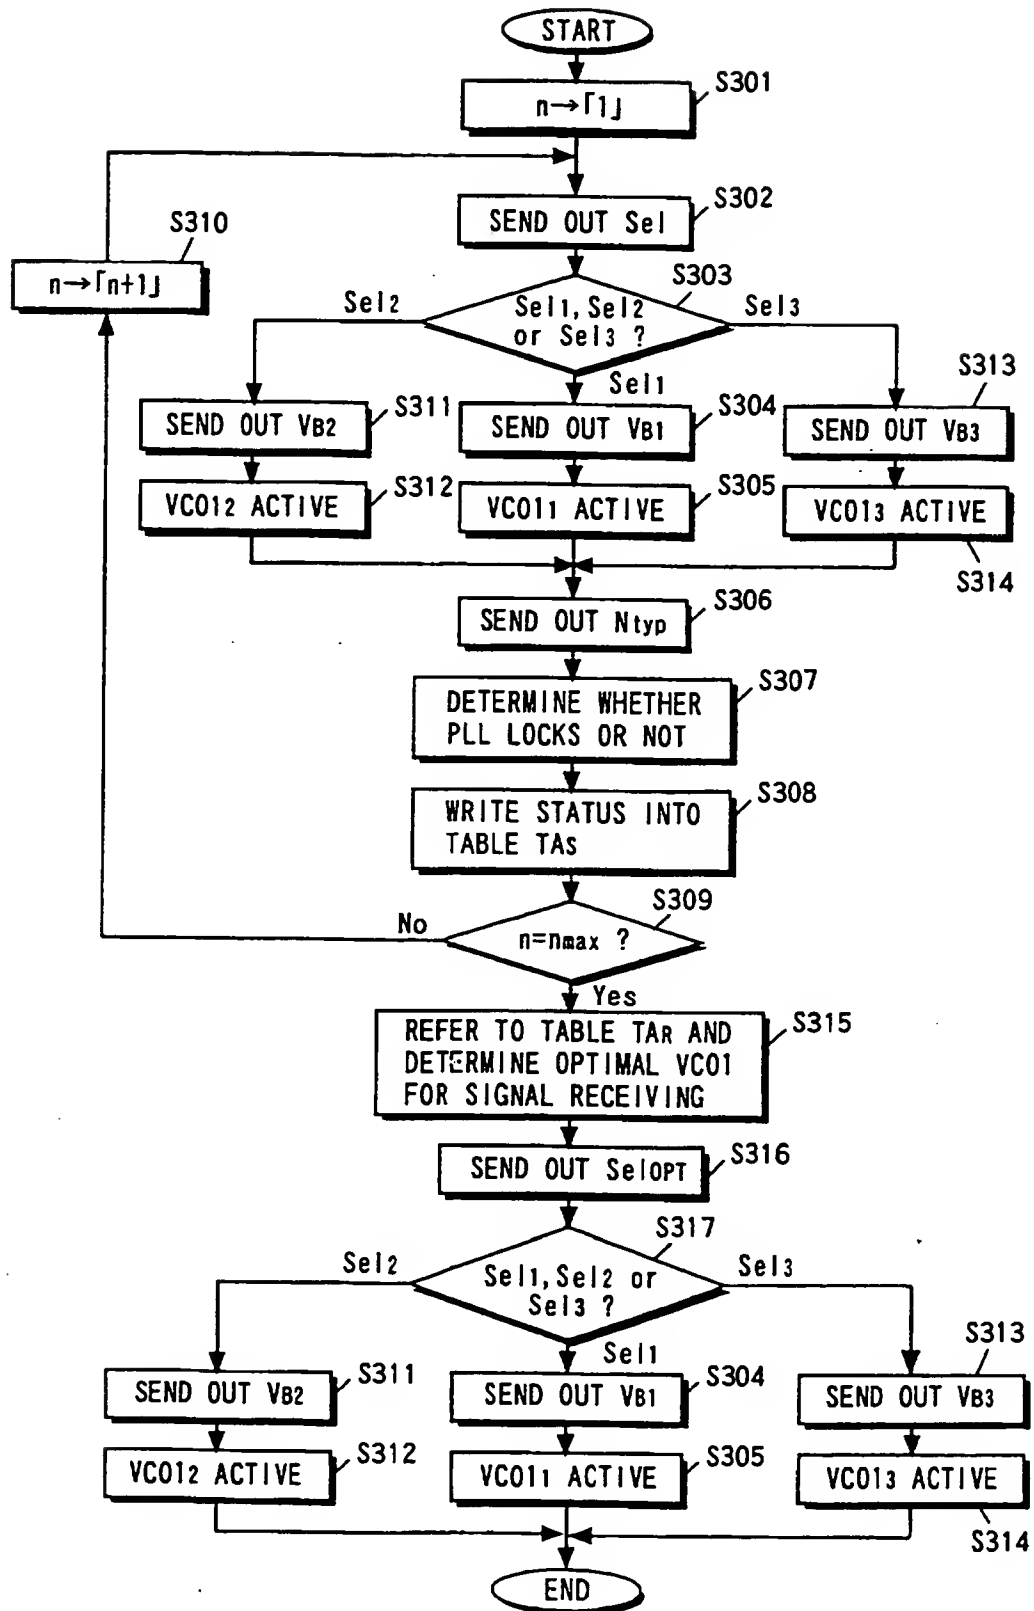 START
S301
n→「1」
S302
SEND OUT Sel
S310
n→「n+1」
S303
Sel1, Sel2
or Sel3 ?
Sel2
Sel3
Sel1
S311
SEND OUT VB2
S304
SEND OUT VB1
S313
SEND OUT VB3
S312
VCO12 ACTIVE
S305
VCO11 ACTIVE
VCO13 ACTIVE
S314
S306
SEND OUT Ntyp
S307
DETERMINE WHETHER
PLL LOCKS OR NOT
S308
WRITE STATUS INTO
TABLE TAS
S309
No
n=nmax ?
Yes
S315
REFER TO TABLE TAR AND
DETERMINE OPTIMAL VCO1
FOR SIGNAL RECEIVING
S316
SEND OUT SelOPT
S317
Sel2
Sel1, Sel2 or
Sel3 ?
Sel3
Sel1
S311
SEND OUT VB2
S304
SEND OUT VB1
S313
SEND OUT VB3
S312
VCO12 ACTIVE
S305
VCO11 ACTIVE
VCO13 ACTIVE
S314
END